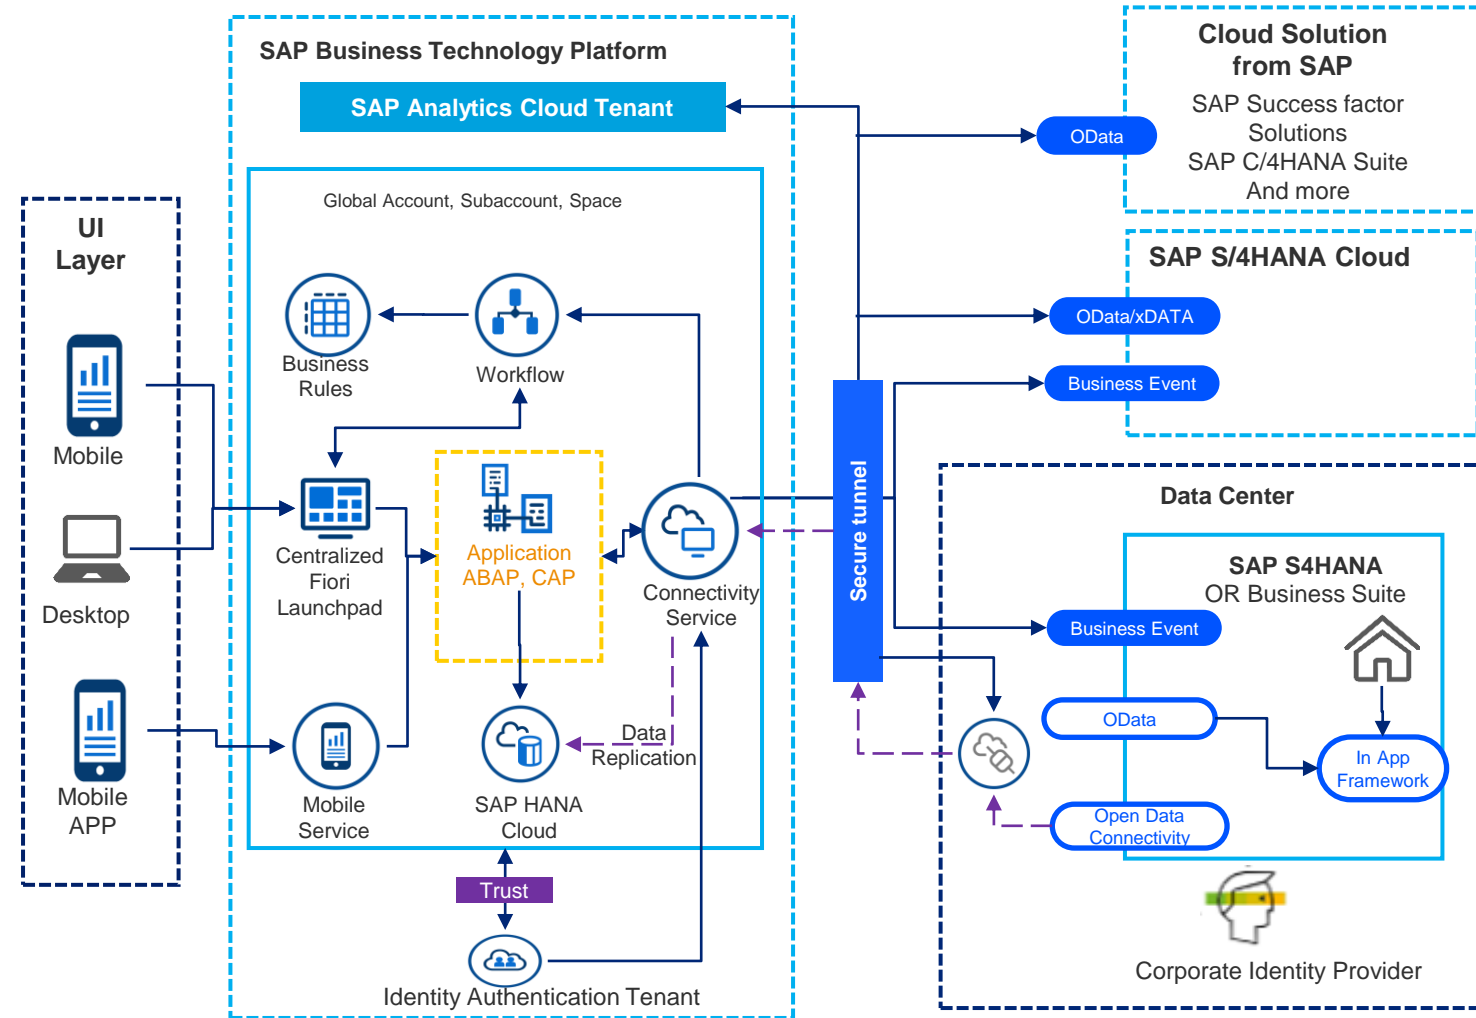 SAP Business Technology Platform
SAP Analytics Cloud Tenant
Global Account, Subaccount, Space
UI
Layer
Mobile
Desktop
Mobile
APP
Business
Rules
Workflow
Centralized
Fiori
Launchpad
Application
ABAP, CAP
Connectivity
Service
Mobile
Service
SAP HANA
Cloud
Data
Replication
Trust
Identity Authentication Tenant
Secure tunnel
Cloud Solution
from SAP
SAP Success factor
Solutions
SAP C/4HANA Suite
And more
OData
SAP S/4HANA Cloud
OData/xDATA
Business Event
Data Center
SAP S4HANA
OR Business Suite
Business Event
OData
In App
Framework
Open Data
Connectivity
Corporate Identity Provider